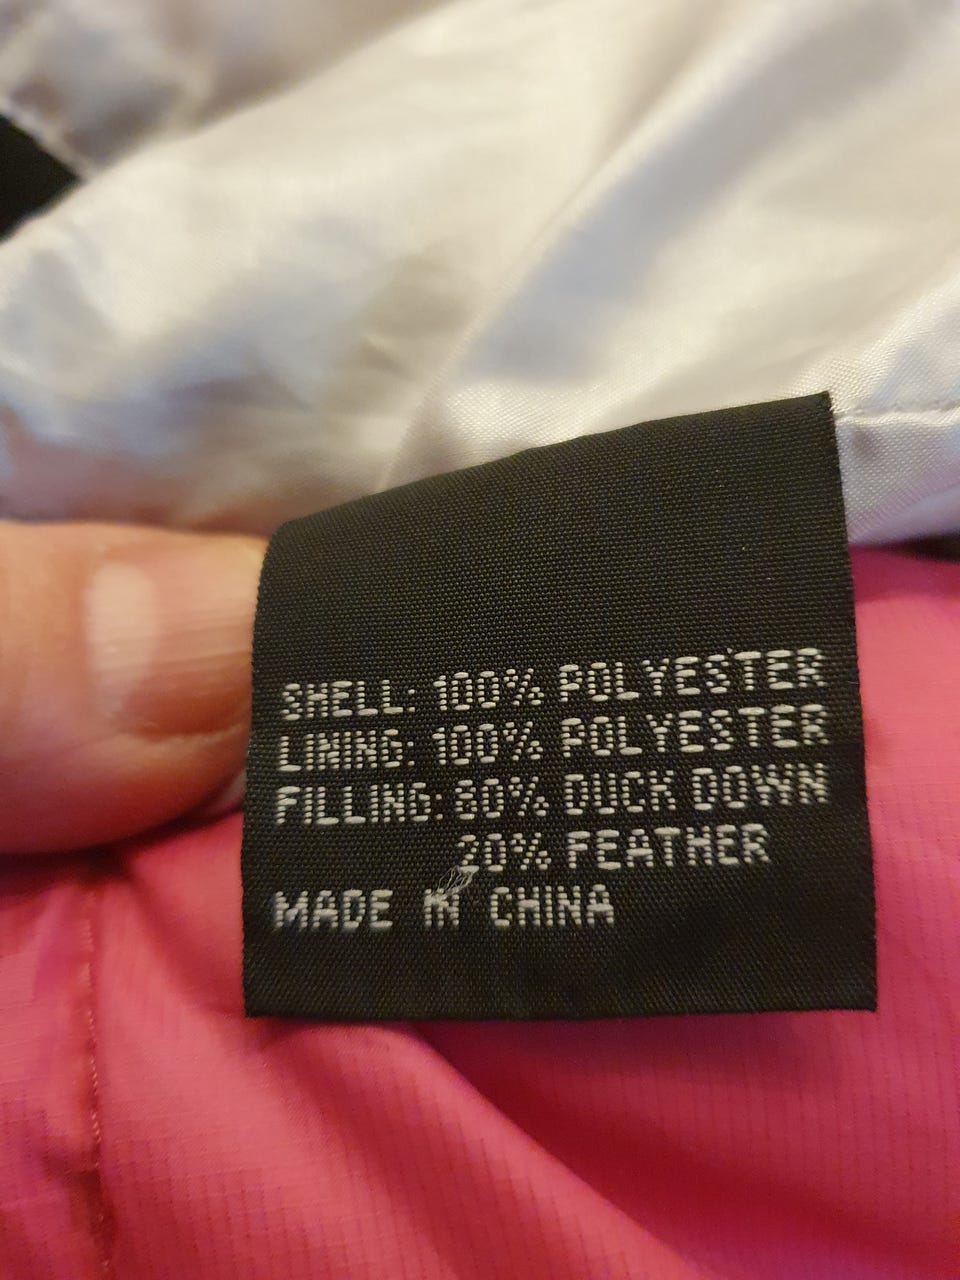 SHELL: 100% POLYESTER
LINING: 100% POLYESTER
FILLING: 80% DUCK DOWN
20% FEATHER
MADE IN CHINA